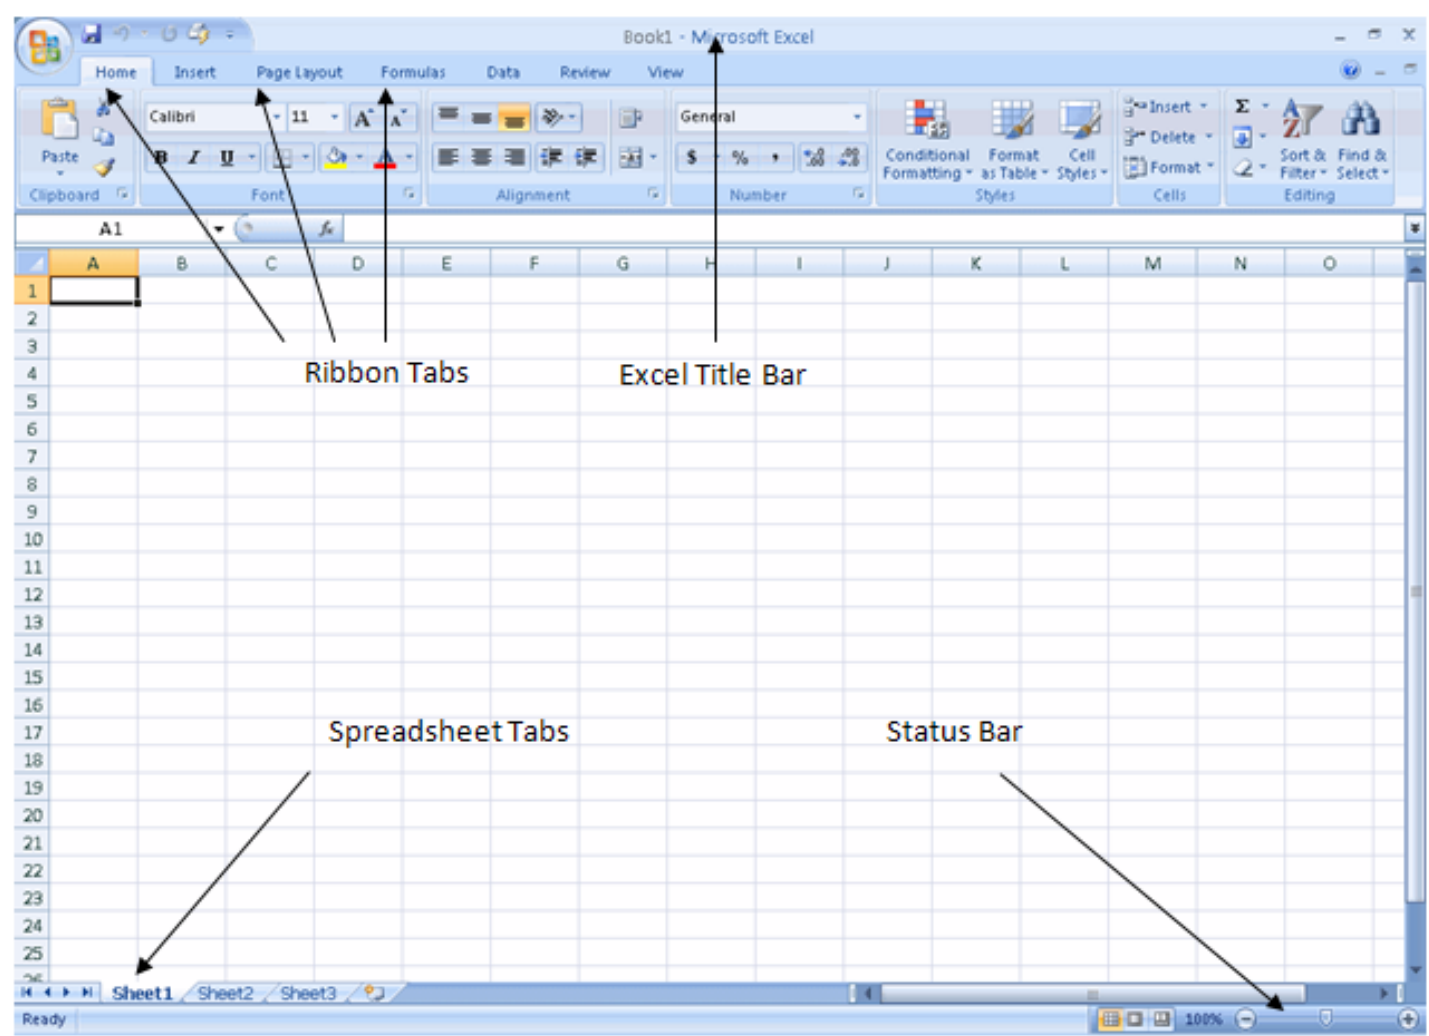 Book1 - Microsoft Excel
Home Insert Page Layout Formulas Data Review View
Calibri 11 A A General Insert Σ
Paste B I U A $ % , Conditional Formatting Format as Table Cell Styles Delete Format Sort & Filter Find & Select
Clipboard Font Alignment Number Styles Cells Editing
A1 fx
A B C D E F G H I J K L M N O
1
2
3
Ribbon Tabs Excel Title Bar
4
5
6
7
8
9
10
11
12
13
14
15
16
Spreadsheet Tabs Status Bar
17
18
19
20
21
22
23
24
25
26
Sheet1 Sheet2 Sheet3
Ready 100%